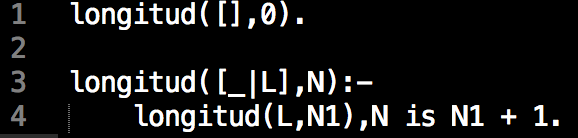 1 longitud([],0).
2
3 longitud([_|L],N):-
4 longitud(L,N1),N is N1 + 1.